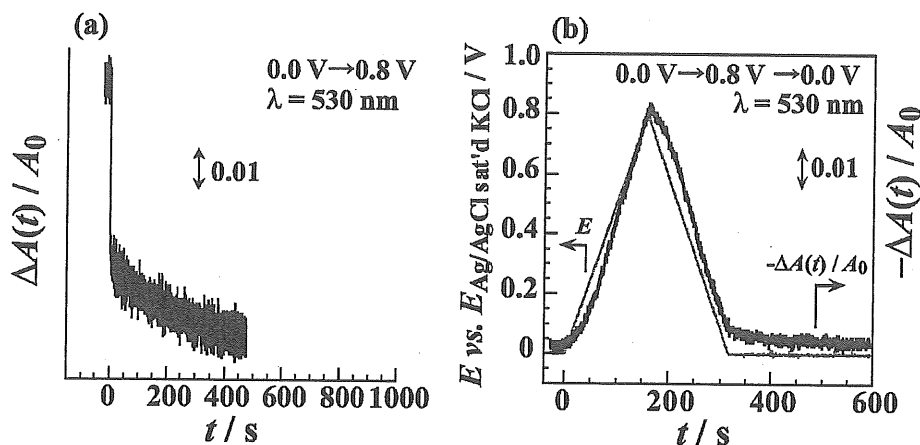 (a)
0.0 V→0.8 V
λ = 530 nm
0.01
ΔA(t) / A0
0 200 400 600 800 1000
t / s
(b)
1.0
0.8
0.6
0.4
0.2
0
E vs. EAg/AgCl sat'd KCl / V
0.0 V→0.8 V →0.0 V
λ = 530 nm
0.01
E
-ΔA(t) / A0
-ΔA(t) / A0
0 200 400 600
t / s